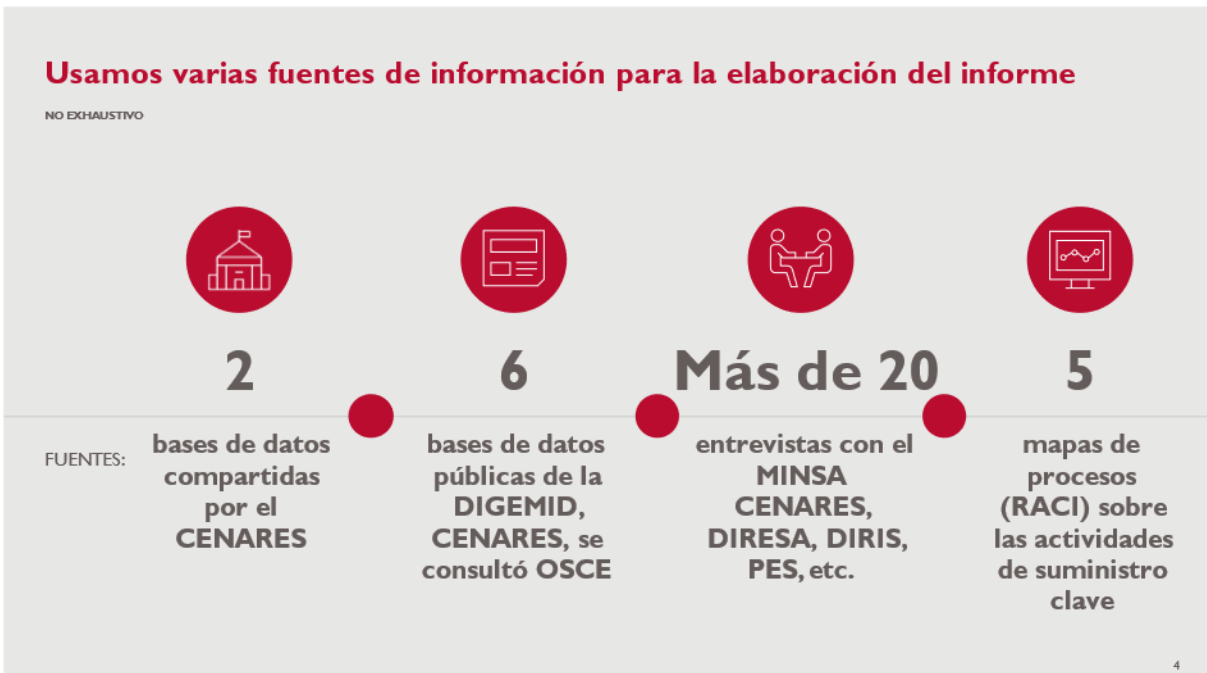 Usamos varias fuentes de información para la elaboración del informe
NO EXHAUSTIVO
2
6
Más de 20
5
FUENTES:
bases de datos
compartidas
por el
CENARES
bases de datos
públicas de la
DIGEMID,
CENARES, se
consultó OSCE
entrevistas con el
MINSA
CENARES,
DIRESA, DIRIS,
PES, etc.
mapas de
procesos
(RACI) sobre
las actividades
de suministro
clave
4